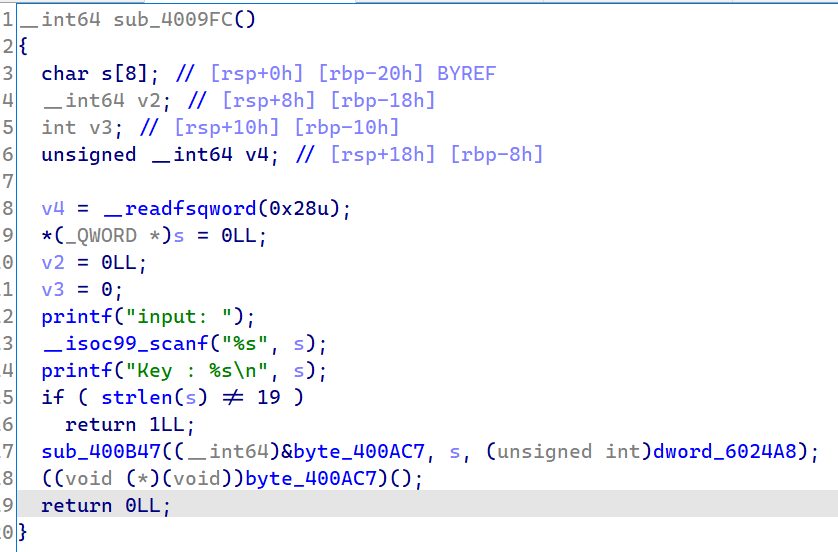 1 __int64 sub_4009FC()
2 {
3 char s[8]; // [rsp+0h] [rbp-20h] BYREF
4 __int64 v2; // [rsp+8h] [rbp-18h]
5 int v3; // [rsp+10h] [rbp-10h]
6 unsigned __int64 v4; // [rsp+18h] [rbp-8h]
7
8 v4 = __readfsqword(0x28u);
9 *(_QWORD *)s = 0LL;
0 v2 = 0LL;
1 v3 = 0;
2 printf("input: ");
3 __isoc99_scanf("%s", s);
4 printf("Key : %s\n", s);
5 if ( strlen(s) ≠ 19 )
6 return 1LL;
7 sub_400B47((__int64)&byte_400AC7, s, (unsigned int)dword_6024A8);
8 ((void (*)(void))byte_400AC7)();
9 return 0LL;
0 }